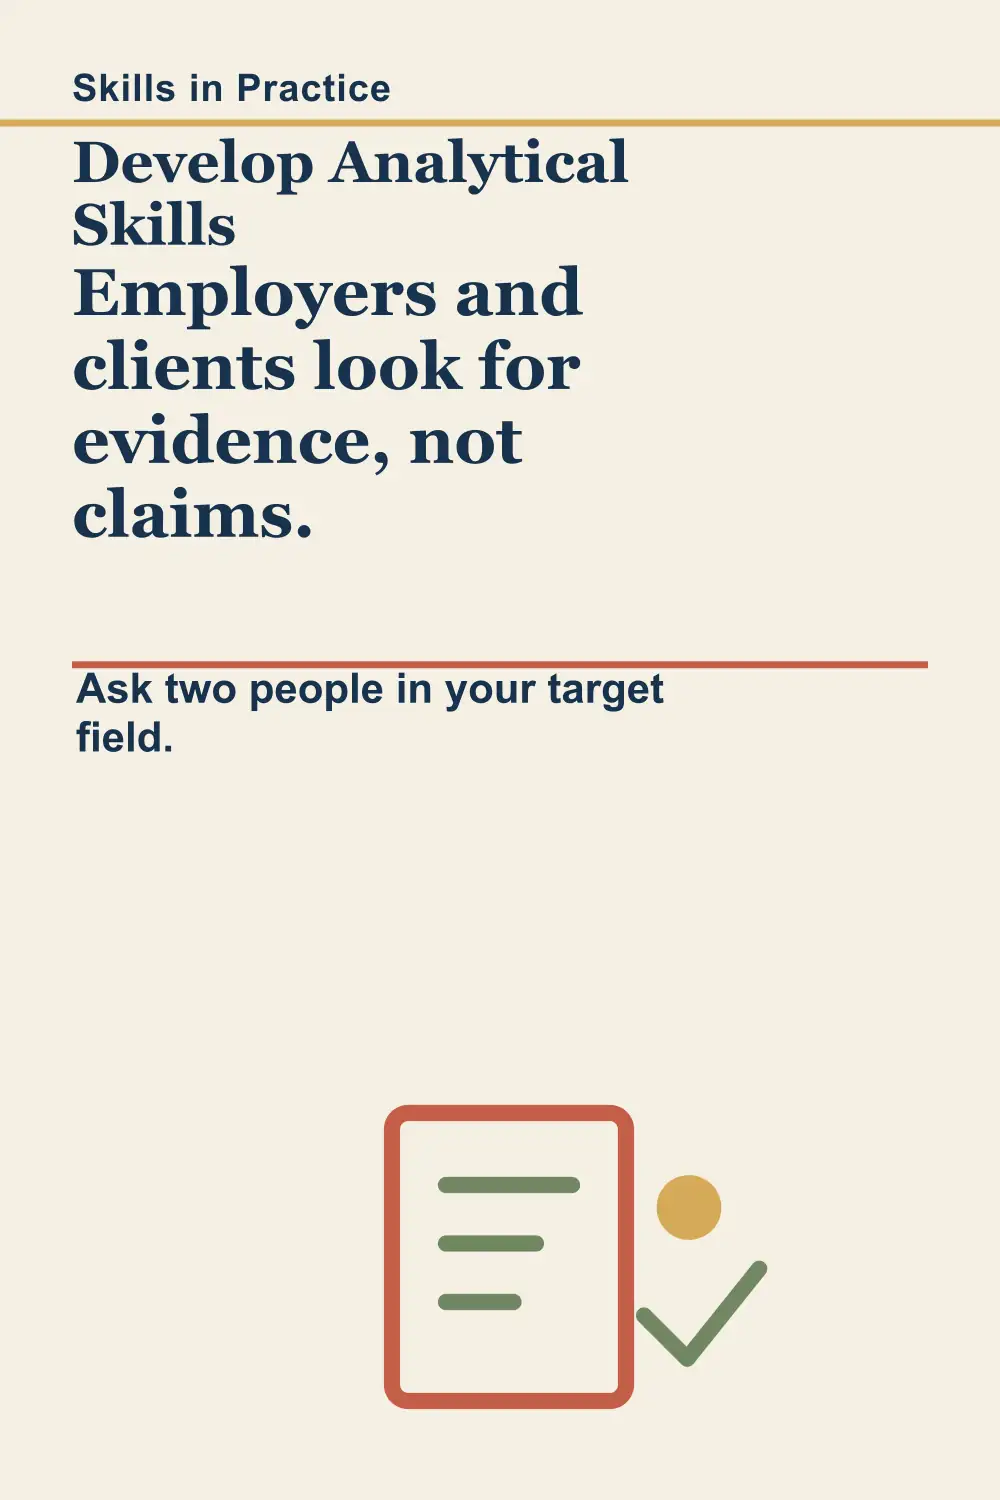 Skills in Practice
Develop Analytical
Skills
Employers and
clients look for
evidence, not
claims.
Ask two people in your target
field.